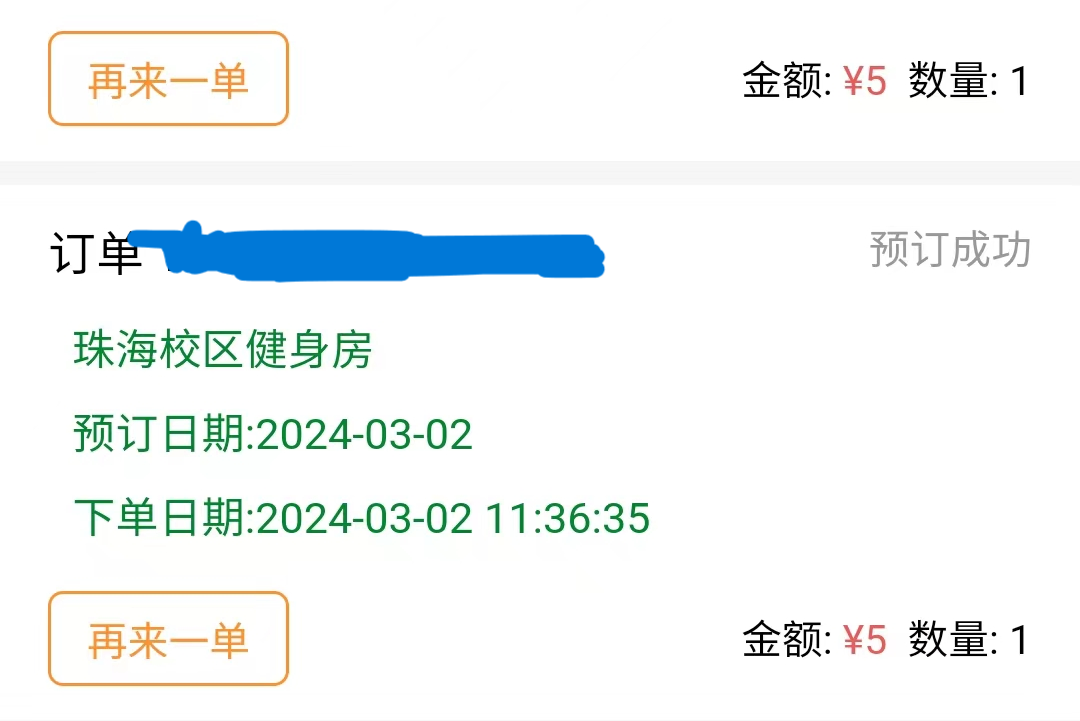 再来一单 金额: ¥5 数量: 1
订单 预订成功
珠海校区健身房
预订日期:2024-03-02
下单日期:2024-03-02 11:36:35
再来一单 金额: ¥5 数量: 1